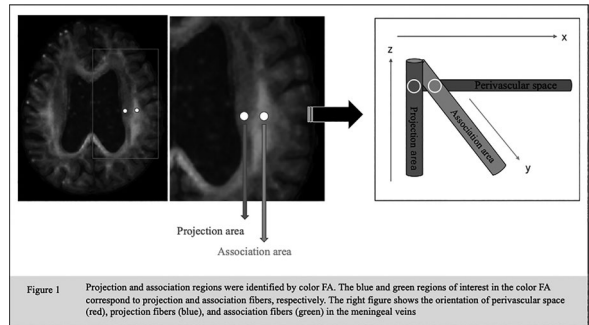 x
z
Perivascular space
Projection
area
Association area
y
Projection area
Association area
Figure 1 Projection and association regions were identified by color FA. The blue and green regions of interest in the color FA
correspond to projection and association fibers, respectively. The right figure shows the orientation of perivascular space
(red), projection fibers (blue), and association fibers (green) in the meningeal veins